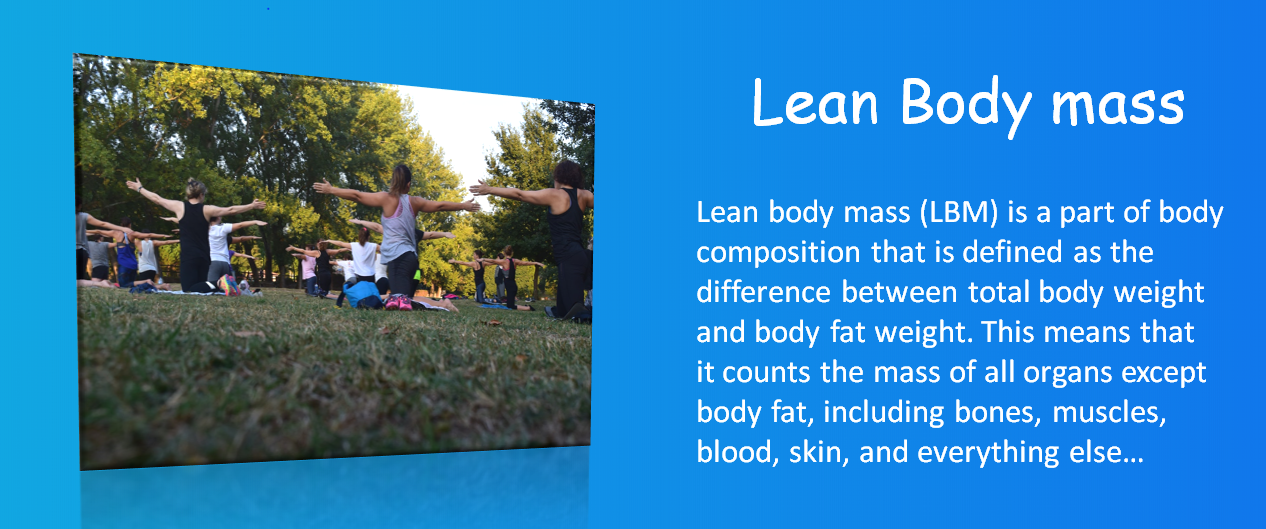 Lean Body mass
Lean body mass (LBM) is a part of body
composition that is defined as the
difference between total body weight
and body fat weight. This means that
it counts the mass of all organs except
body fat, including bones, muscles,
blood, skin, and everything else...